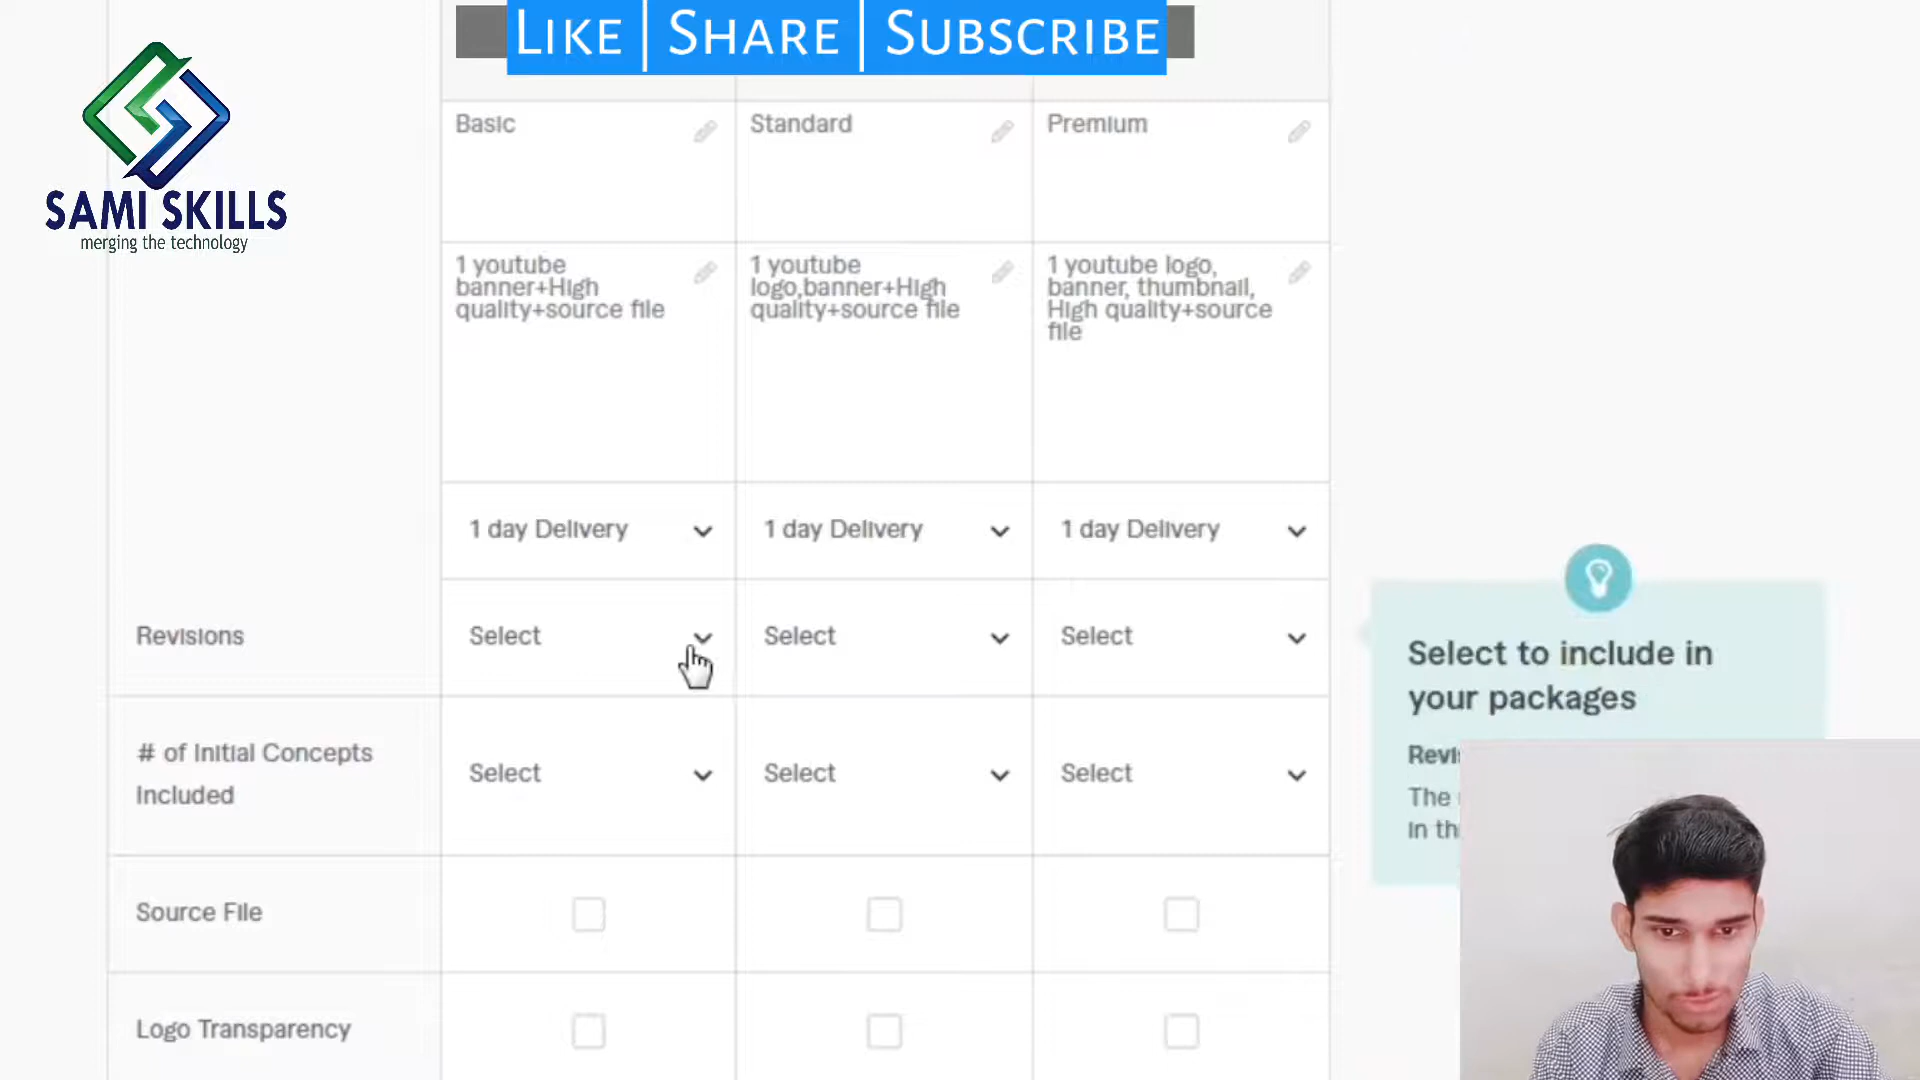 LIKE | SHARE | SUBSCRIBE
SAMI SKILLS
merging the technology
Basic
Standard
Premium
1 youtube
banner+High
quality+source file
1 youtube
logo,banner+High
quality+source file
1 youtube logo,
banner, thumbnail,
High quality+source
file
1 day Delivery
1 day Delivery
1 day Delivery
Revisions
Select
Select
Select
# of Initial Concepts
Included
Select
Select
Select
Source File
Logo Transparency
Select to include in
your packages
The
In